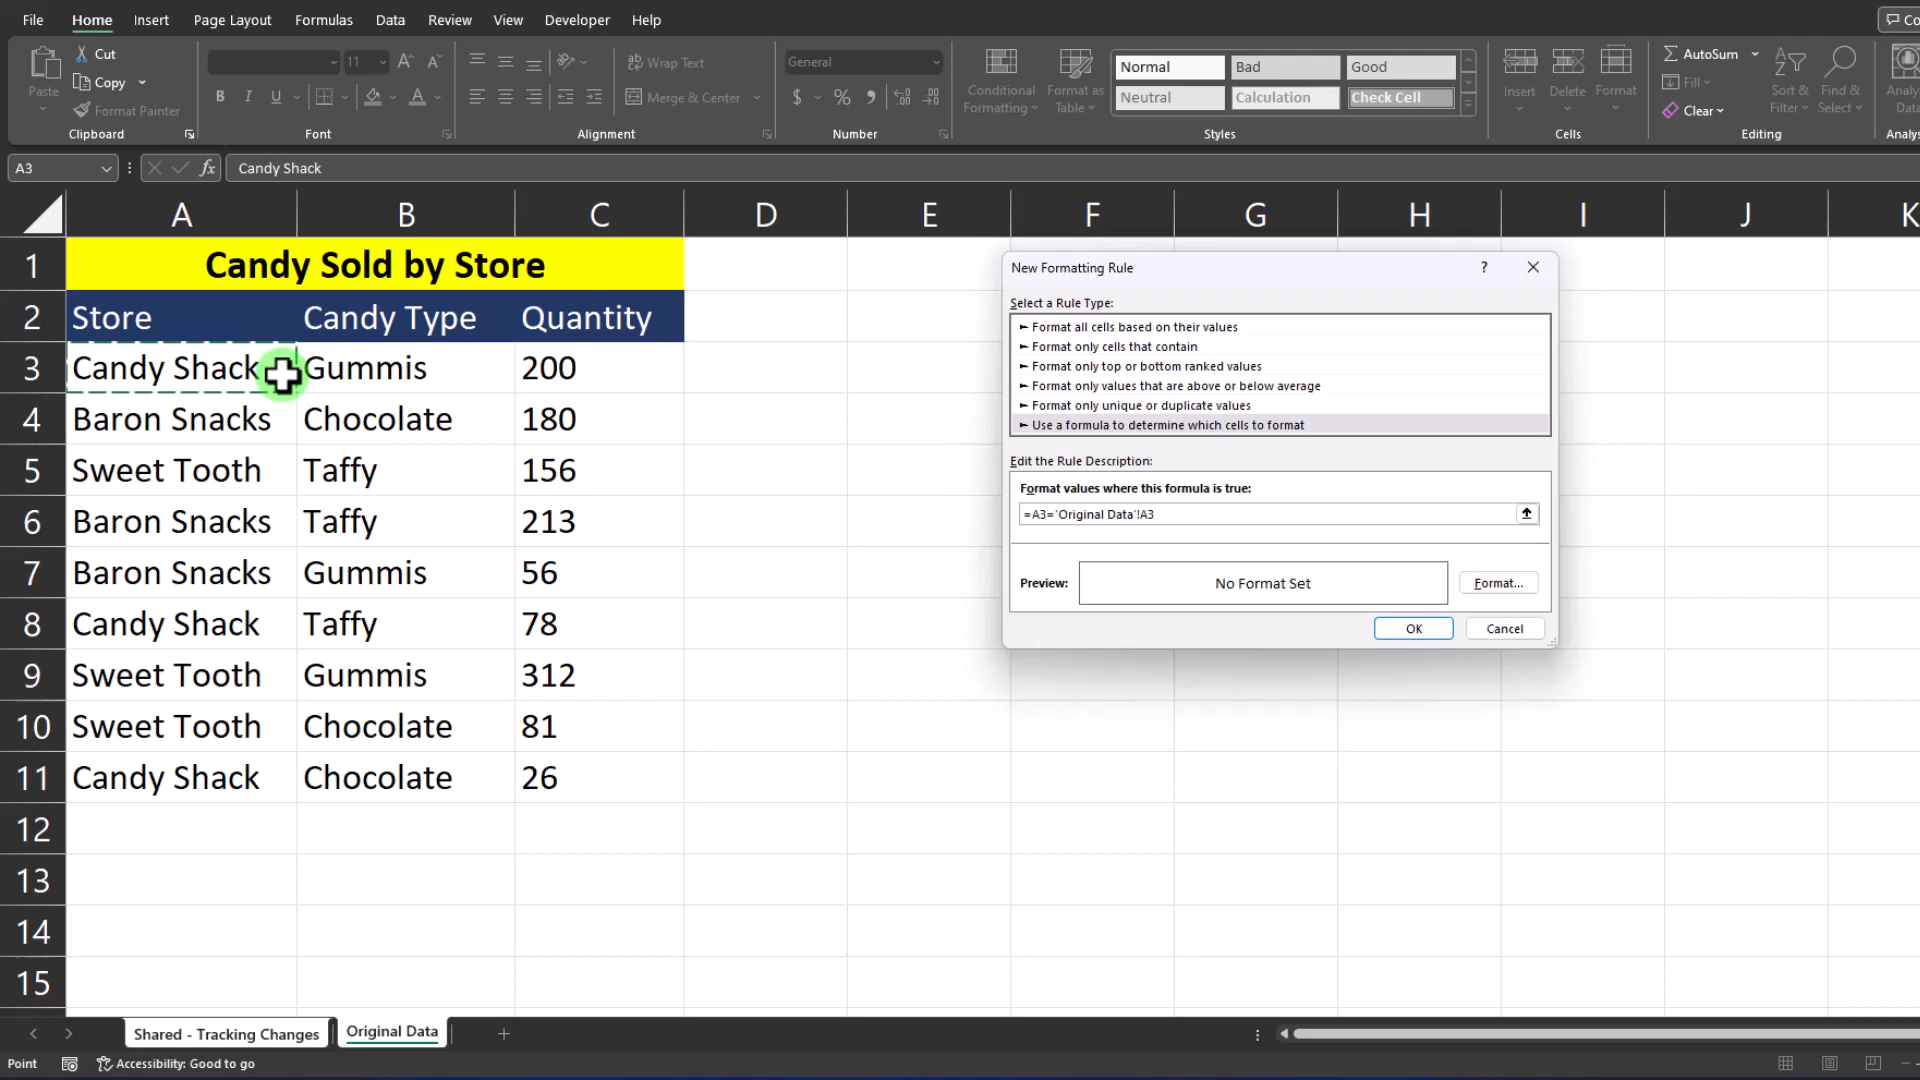 File Home Insert Page Layout Formulas Data Review View Developer Help
Paste Cut Copy Format Painter Clipboard
11 B I U Font
Wrap Text Merge & Center Alignment
General $ % Number
Conditional Formatting Format as Table
Normal Bad Good
Neutral Calculation Check Cell
Styles
Insert Delete Format Cells
AutoSum Fill Clear Sort & Filter Find & Select Editing
A3 fx Candy Shack
A B C D E F G H I J K
1 Candy Sold by Store
2 Store Candy Type Quantity
3 Candy Shack Gummis 200
4 Baron Snacks Chocolate 180
5 Sweet Tooth Taffy 156
6 Baron Snacks Taffy 213
7 Baron Snacks Gummis 56
8 Candy Shack Taffy 78
9 Sweet Tooth Gummis 312
10 Sweet Tooth Chocolate 81
11 Candy Shack Chocolate 26
12
13
14
15
New Formatting Rule ?
Select a Rule Type:
► Format all cells based on their values
► Format only cells that contain
► Format only top or bottom ranked values
► Format only values that are above or below average
► Format only unique or duplicate values
► Use a formula to determine which cells to format
Edit the Rule Description:
Format values where this formula is true:
=A3='Original Data'!A3
Preview: No Format Set Format...
OK Cancel
Shared - Tracking Changes Original Data
Point Accessibility: Good to go